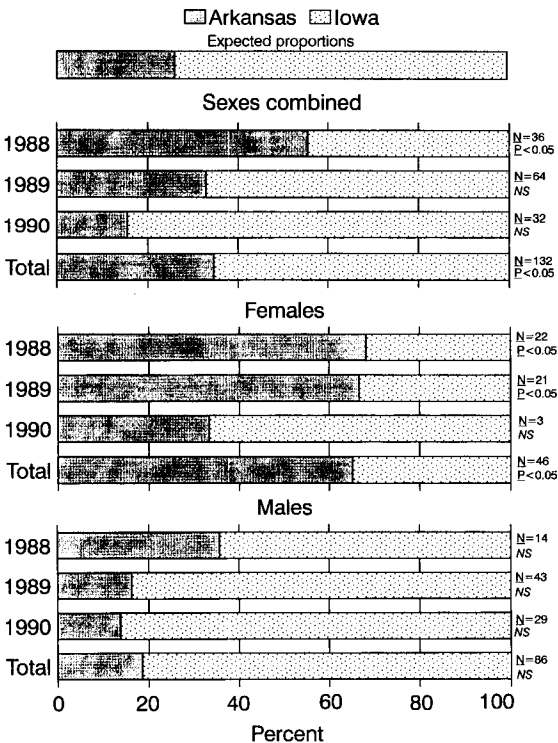 Arkansas Iowa
Expected proportions
Sexes combined
1988 N=36
P<0.05
1989 N=64
NS
1990 N=32
NS
Total N=132
P<0.05
Females
1988 N=22
P<0.05
1989 N=21
P<0.05
1990 N=3
NS
Total N=46
P<0.05
Males
1988 N=14
NS
1989 N=43
NS
1990 N=29
NS
Total N=86
NS
0 20 40 60 80 100
Percent